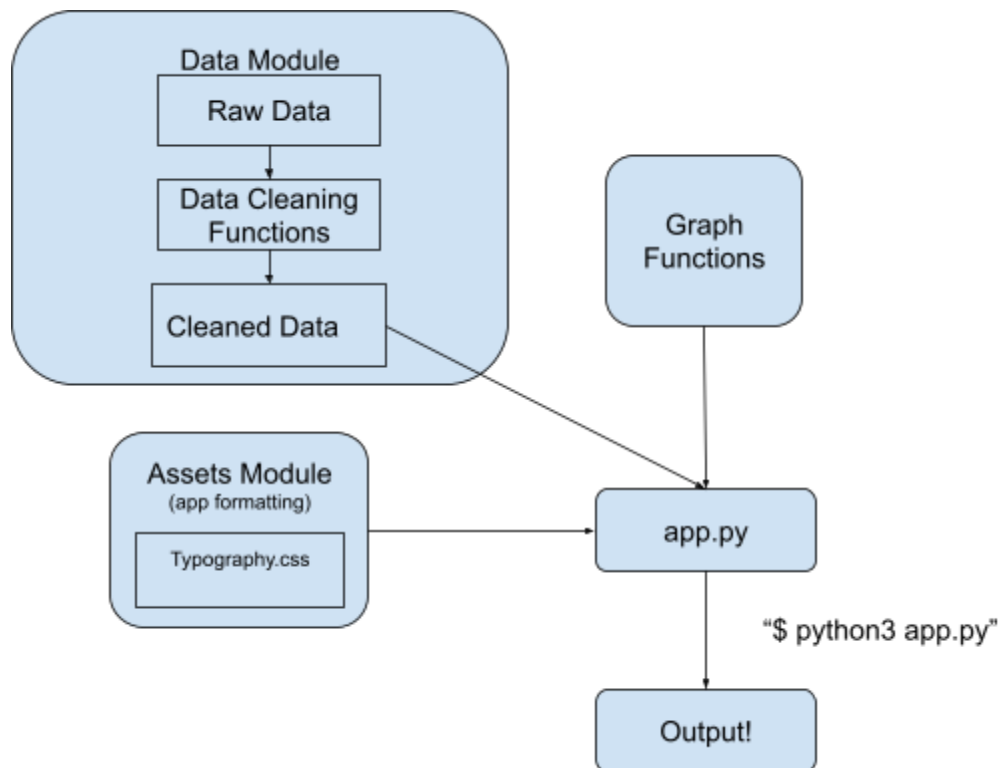 Data Module
Raw Data
Data Cleaning
Functions
Cleaned Data
Graph
Functions
Assets Module
(app formatting)
Typography.css
app.py
“$ python3 app.py”
Output!